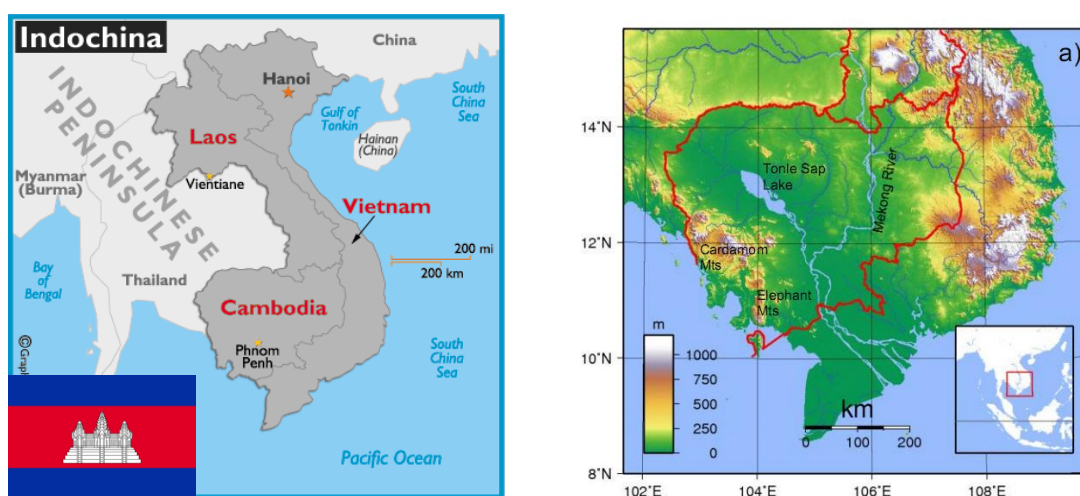 Indochina
China
INDOCHINESE
PENINSULA
Hanoi
South
China
Sea
Gulf of
Tonkin
Laos
Hainan
(China)
Myanmar
(Burma)
Vientiane
Vietnam
200 mi
200 km
Bay
of
Bengal
Thailand
Cambodia
Phnom
Penh
South
China
Sea
©Graph
Pacific Ocean
a)
14°N
12°N
10°N
8°N
Tonle Sap
Lake
Mekong River
Cardamom
Mts
Elephant
Mts
m
1000
750
500
250
0
km
0
100
200
102°E
104°E
106°E
108°E